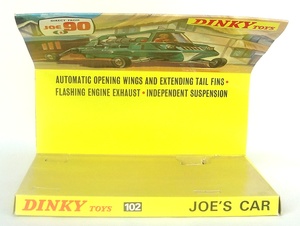 JOE 90
DINKY TOYS
AUTOMATIC OPENING WINGS AND EXTENDING TAIL FINS •
FLASHING ENGINE EXHAUST • INDEPENDENT SUSPENSION
DINKY TOYS 102 JOE'S CAR